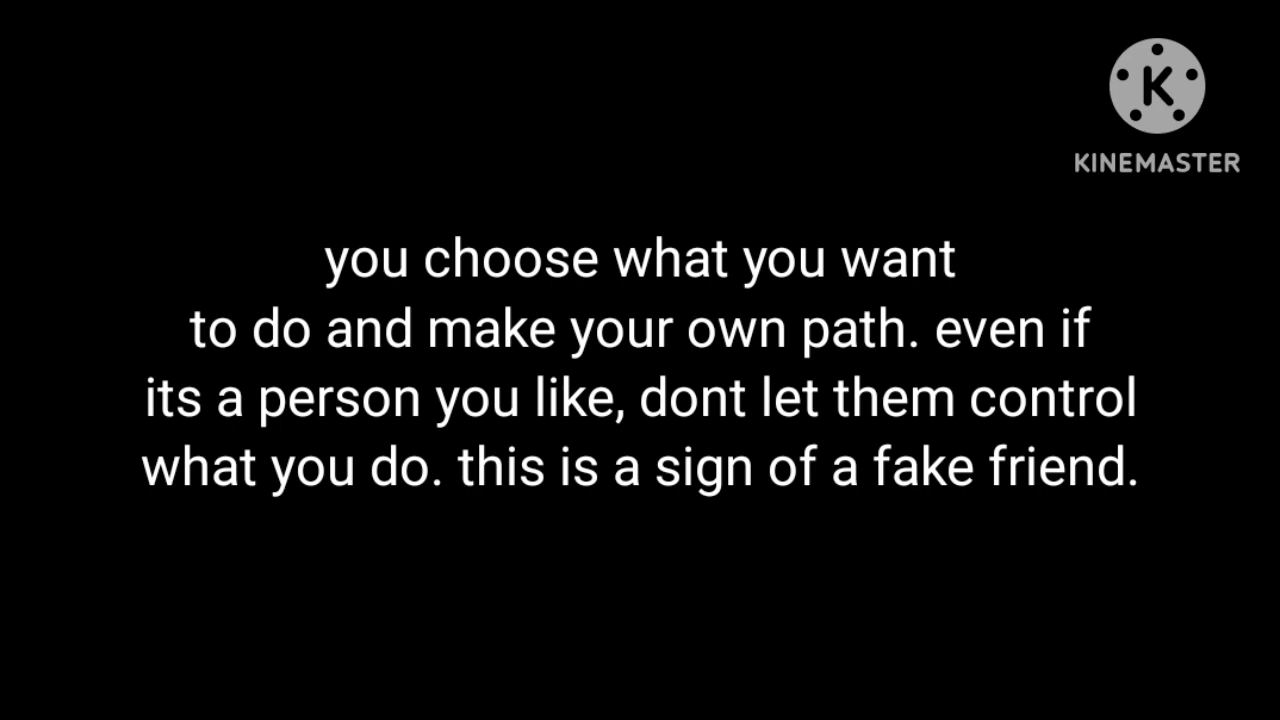 K
KINEMASTER
you choose what you want
to do and make your own path. even if
its a person you like, dont let them control
what you do. this is a sign of a fake friend.